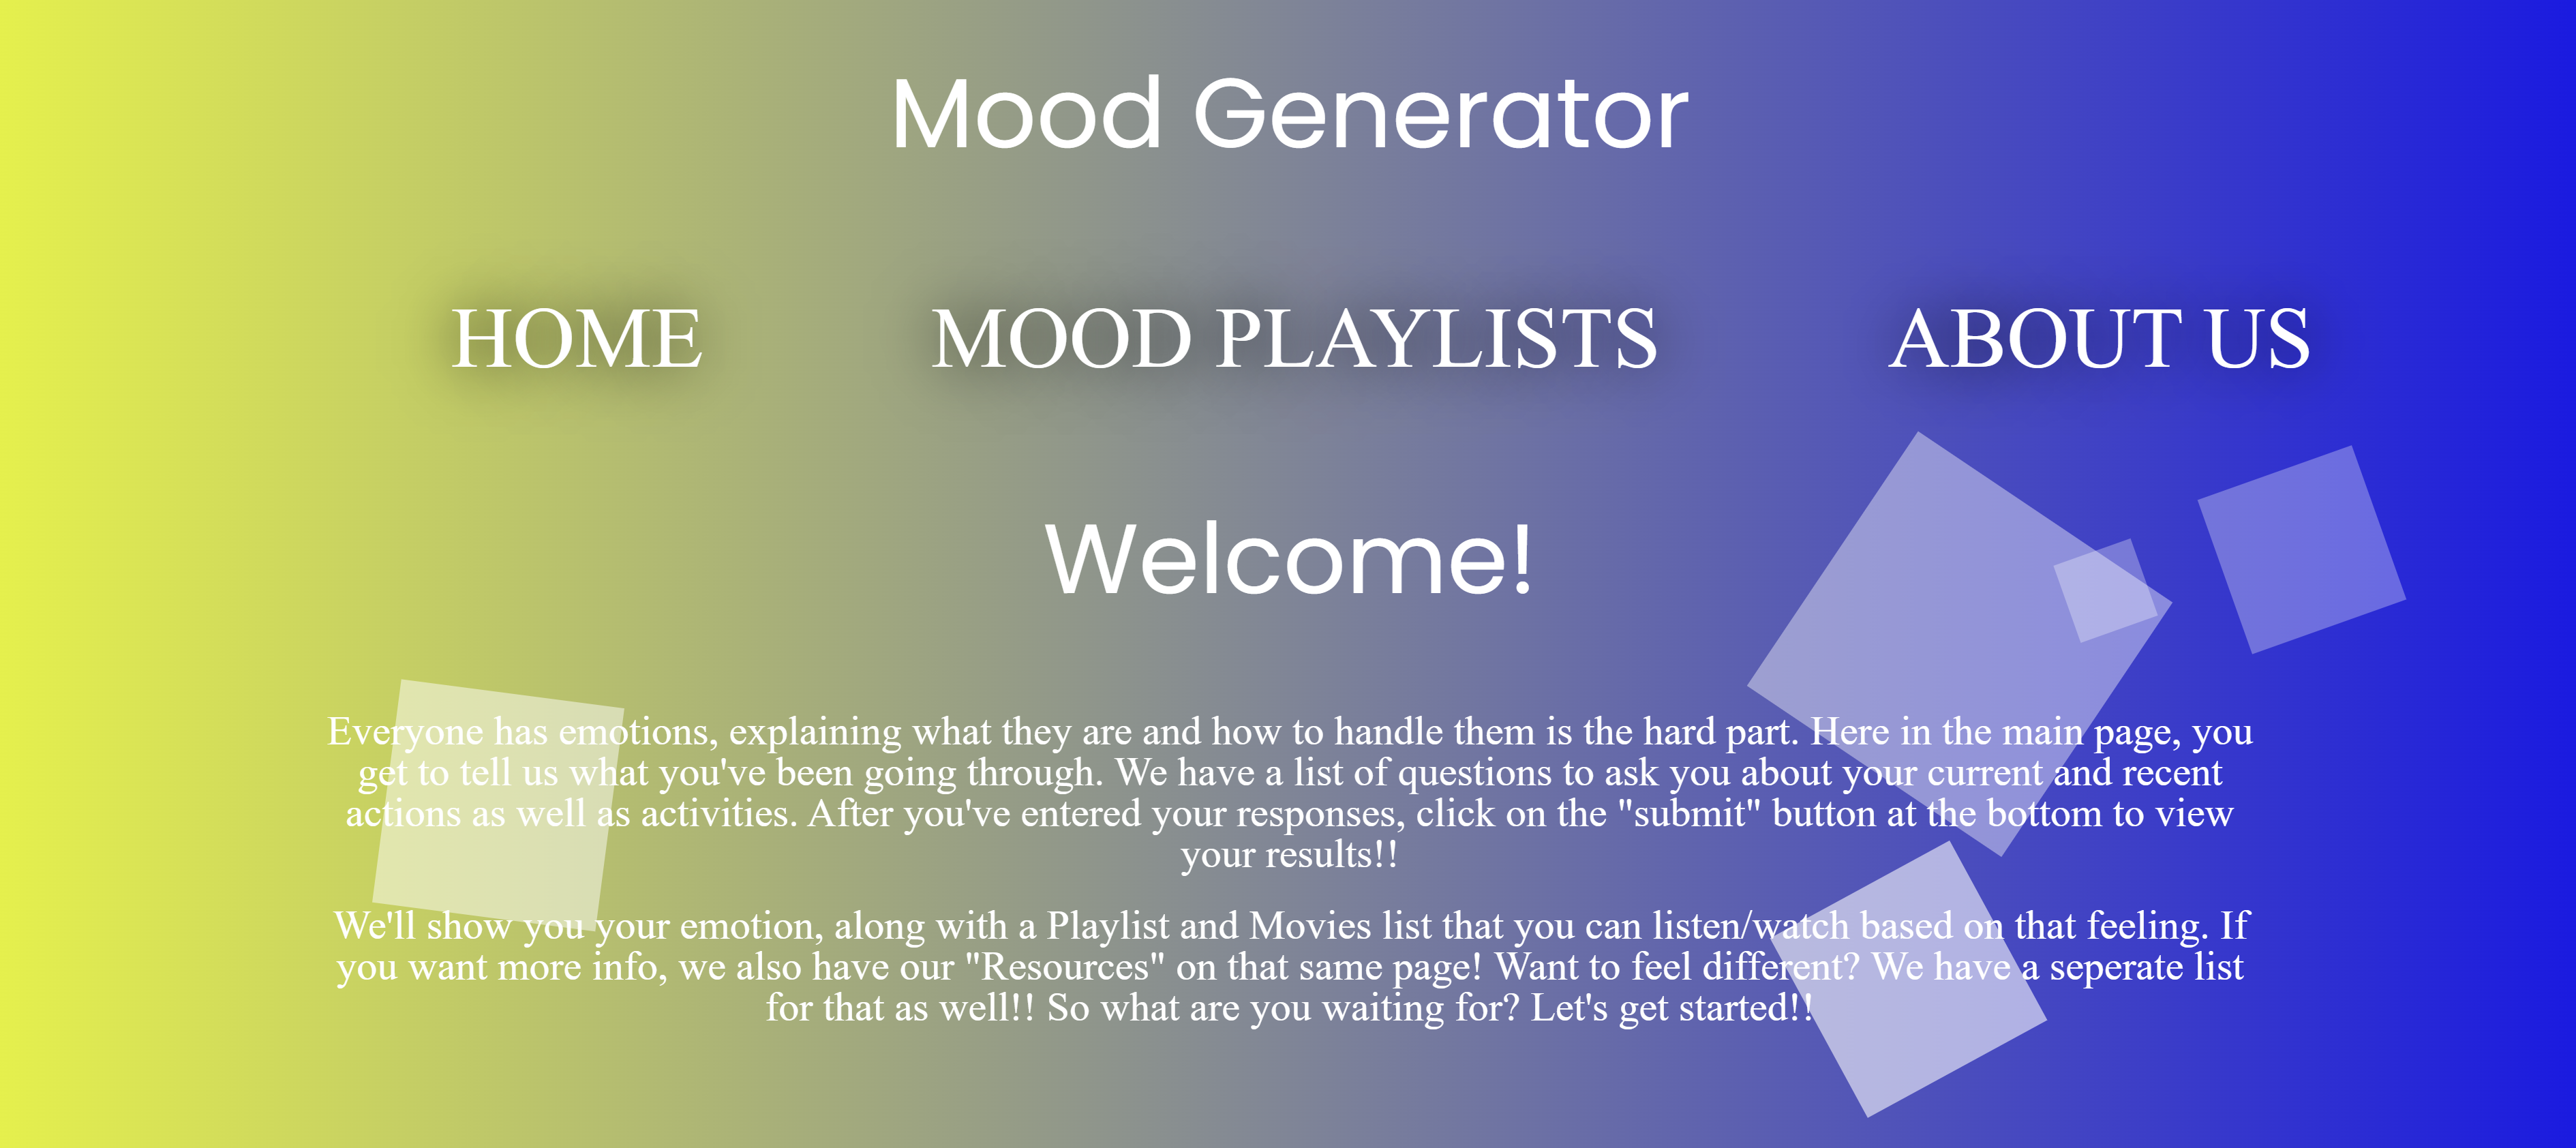 Mood Generator
HOME
MOOD PLAYLISTS
ABOUT US
Welcome!
Everyone has emotions, explaining what they are and how to handle them is the hard part. Here in the main page, you
get to tell us what you've been going through. We have a list of questions to ask you about your current and recent
actions as well as activities. After you've entered your responses, click on the "submit" button at the bottom to view
your results!!
We'll show you your emotion, along with a Playlist and Movies list that you can listen/watch based on that feeling. If
you want more info, we also have our "Resources" on that same page! Want to feel different? We have a seperate list
for that as well!! So what are you waiting for? Let's get started!!